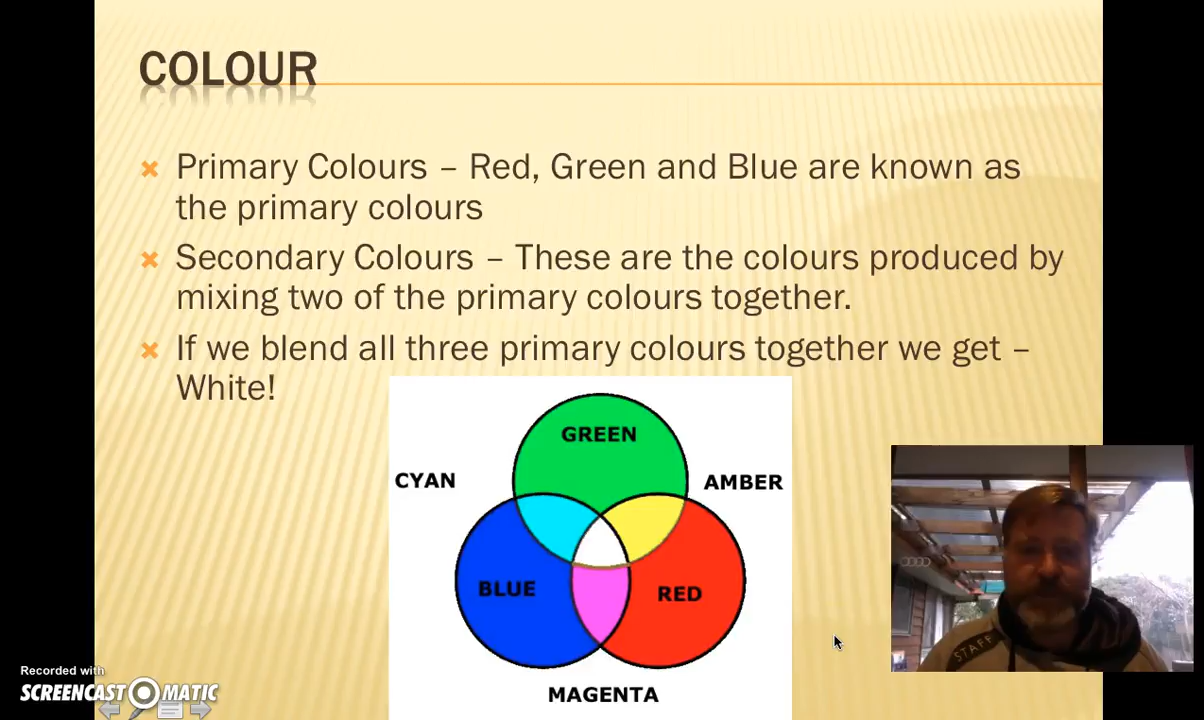 COLOUR
Primary Colours – Red, Green and Blue are known as
the primary colours
Secondary Colours – These are the colours produced by
mixing two of the primary colours together.
If we blend all three primary colours together we get –
White!
GREEN
CYAN
AMBER
BLUE
RED
MAGENTA
STAFF
Recorded with
SCREENCAST MATIC